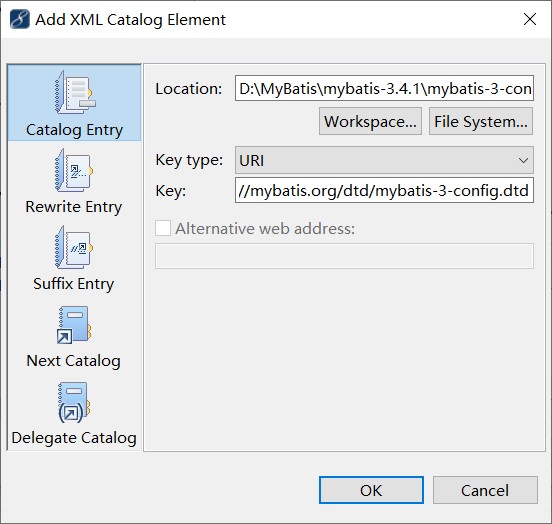 Add XML Catalog Element
Catalog Entry
Rewrite Entry
Suffix Entry
Next Catalog
Delegate Catalog
Location: D:\MyBatis\mybatis-3.4.1\mybatis-3-con
Workspace... File System...
Key type: URI
Key: //mybatis.org/dtd/mybatis-3-config.dtd
Alternative web address:
OK Cancel